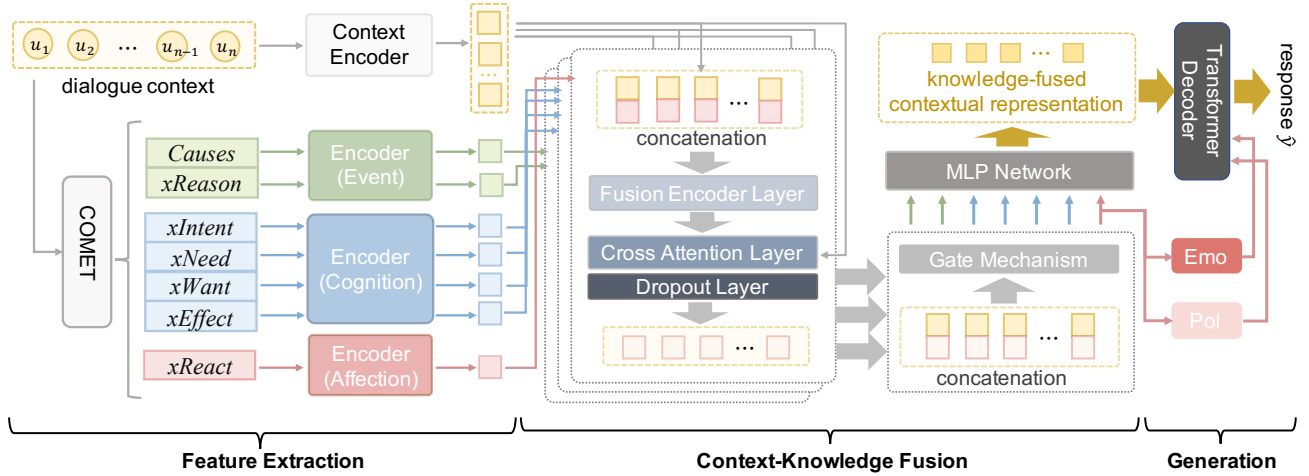 u₁ u₂ ... uₙ₋₁ uₙ
dialogue context
Context
Encoder
...
COMET
Causes
xReason
xIntent
xNeed
xWant
xEffect
xReact
Encoder
(Event)
Encoder
(Cognition)
Encoder
(Affection)
...
concatenation
Fusion Encoder Layer
Cross Attention Layer
Dropout Layer
...
...
knowledge-fused
contextual representation
MLP Network
Gate Mechanism
...
concatenation
Transformer
Decoder
response ŷ
Emo
Pol
Feature Extraction
Context-Knowledge Fusion
Generation